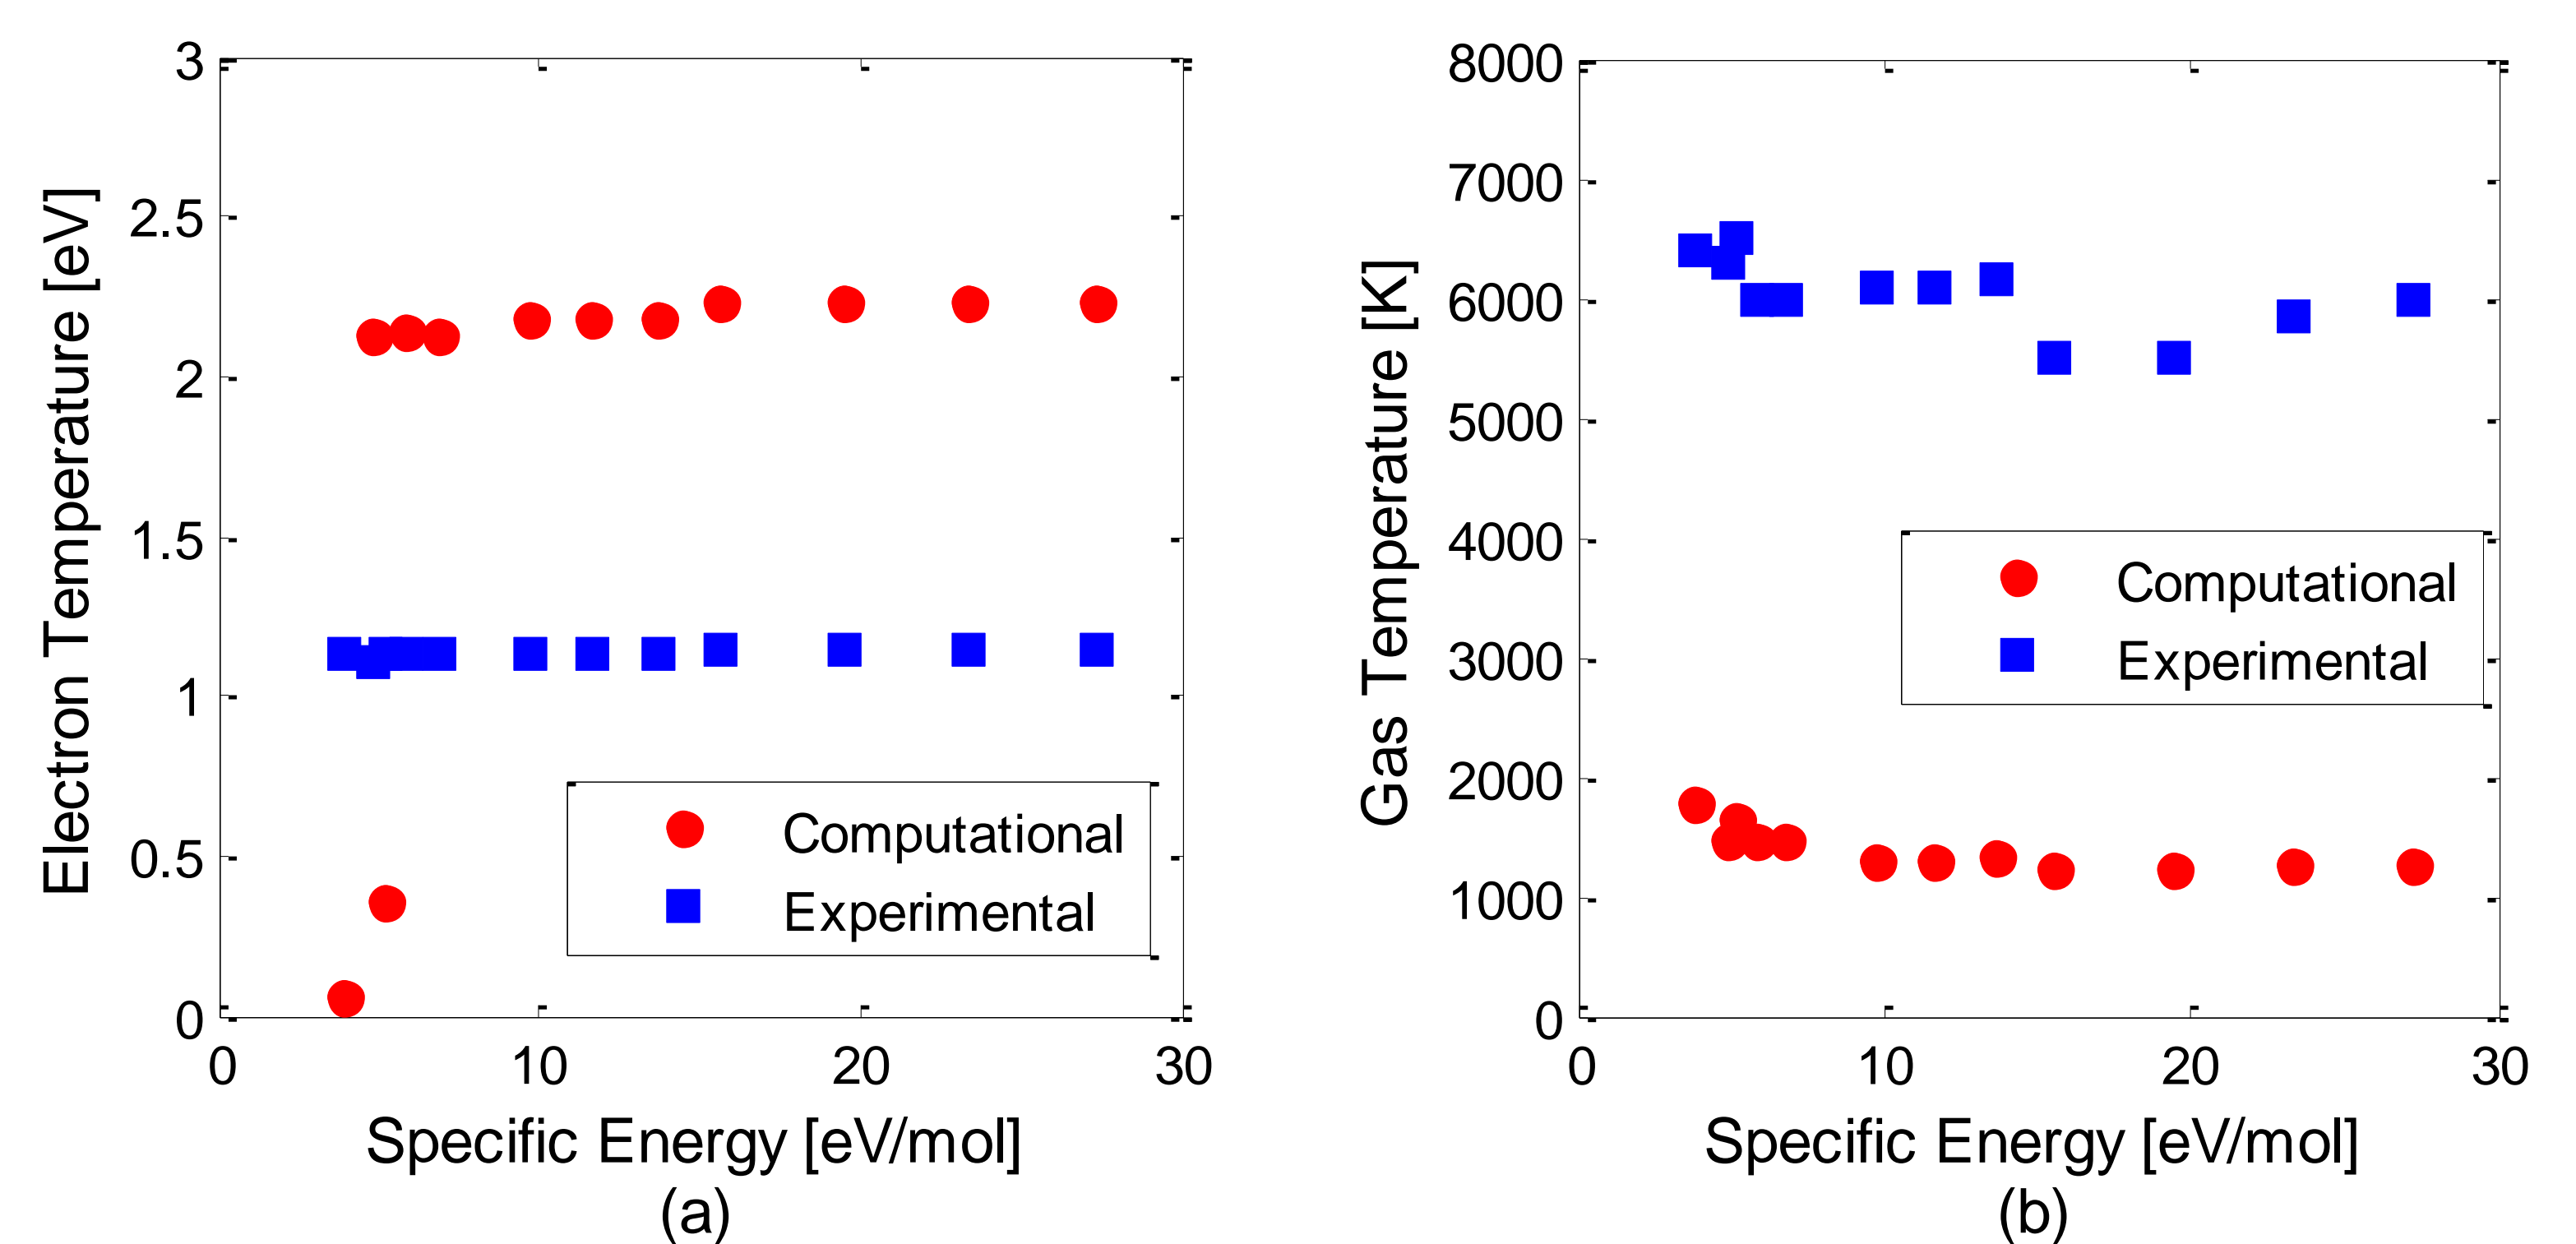 Electron Temperature [eV]
3
2.5
2
1.5
1
0.5
0
0 10 20 30
Computational
Experimental
Specific Energy [eV/mol]
(a)
Gas Temperature [K]
8000
7000
6000
5000
4000
3000
2000
1000
0
0 10 20 30
Computational
Experimental
Specific Energy [eV/mol]
(b)